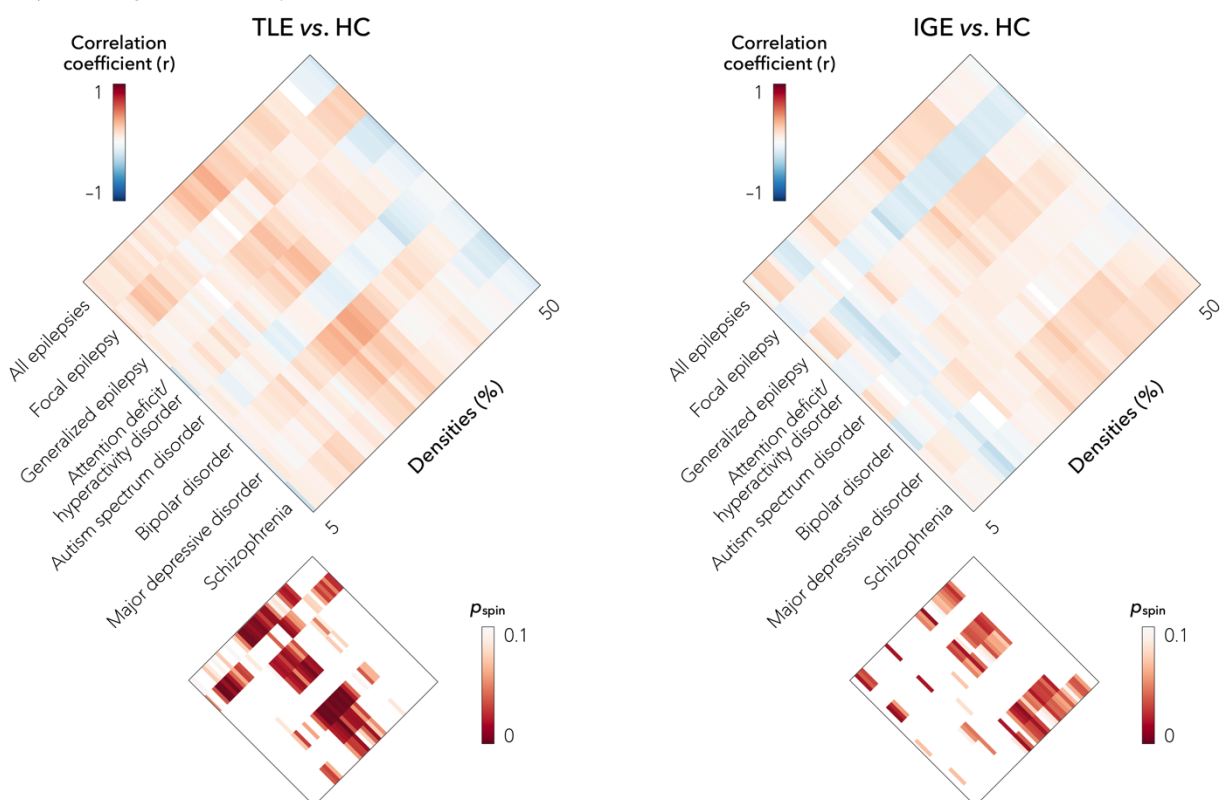 TLE vs. HC
Correlation
coefficient (r)
1
–1
All epilepsies
Focal epilepsy
Generalized epilepsy
Attention deficit/
hyperactivity disorder
Autism spectrum disorder
Bipolar disorder
Major depressive disorder
Schizophrenia
5
Densities (%)
50
pspin
0.1
0
IGE vs. HC
Correlation
coefficient (r)
1
–1
All epilepsies
Focal epilepsy
Generalized epilepsy
Attention deficit/
hyperactivity disorder
Autism spectrum disorder
Bipolar disorder
Major depressive disorder
Schizophrenia
5
Densities (%)
50
pspin
0.1
0